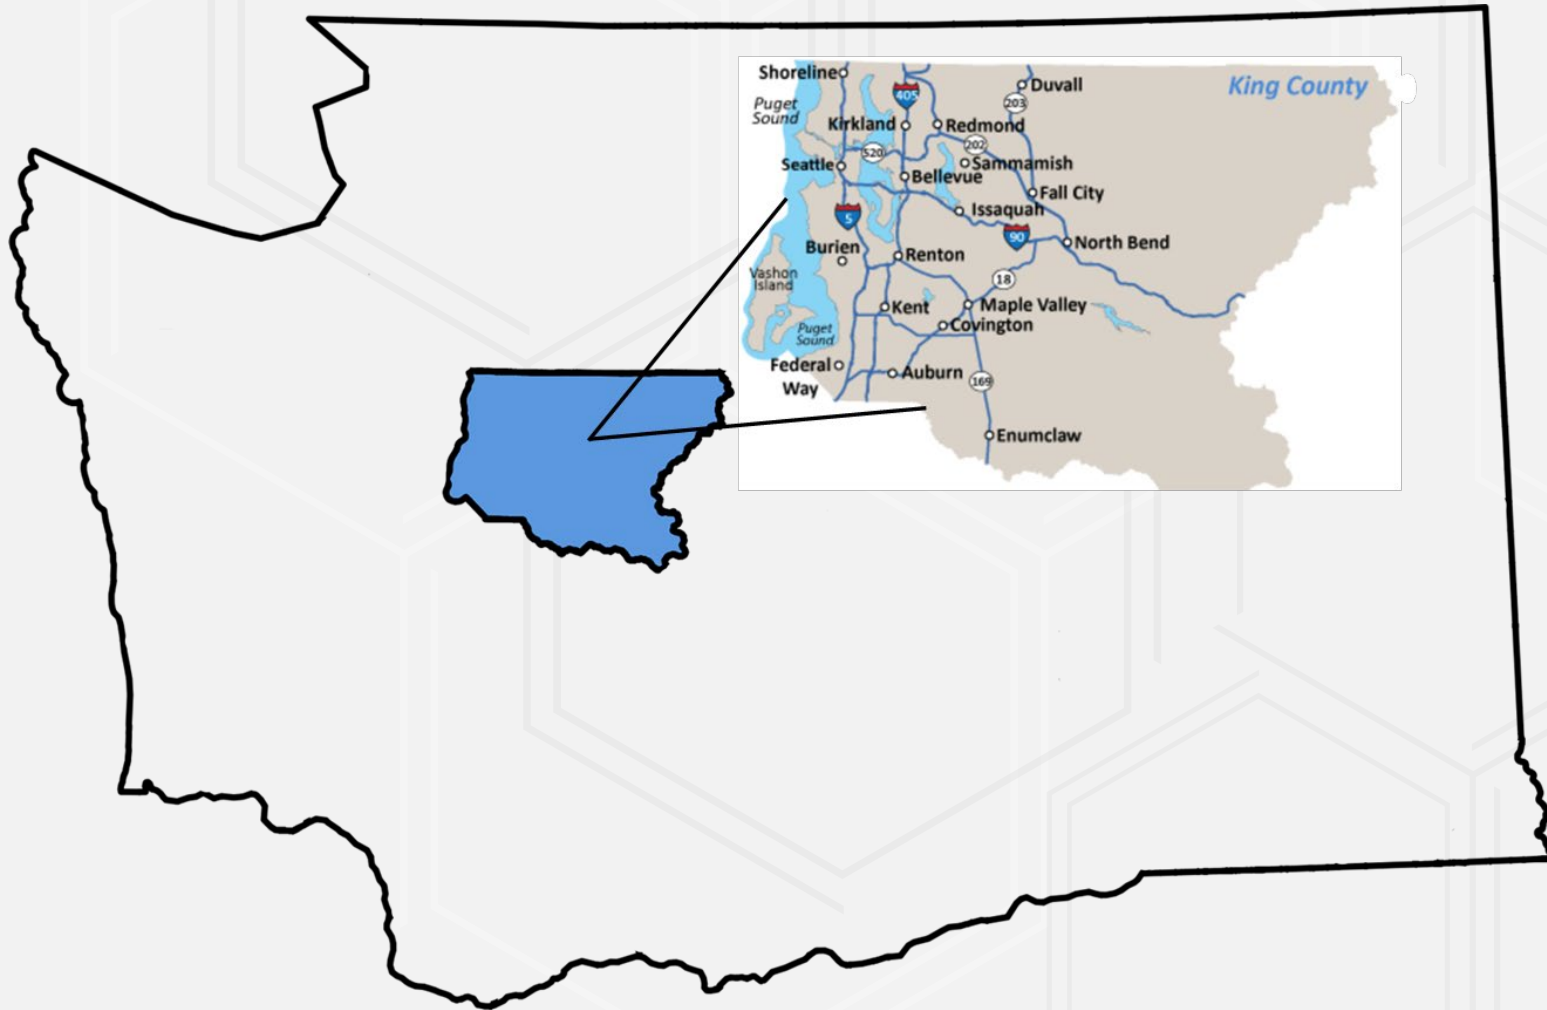 Shoreline
405
Duvall
King County
Puget
Sound
203
Kirkland
Redmond
520
202
Seattle
Sammamish
Bellevue
Fall City
5
Issaquah
90
North Bend
Burien
Renton
Vashon
Island
18
Kent
Maple Valley
Covington
Puget
Sound
Federal
Way
Auburn
169
Enumclaw